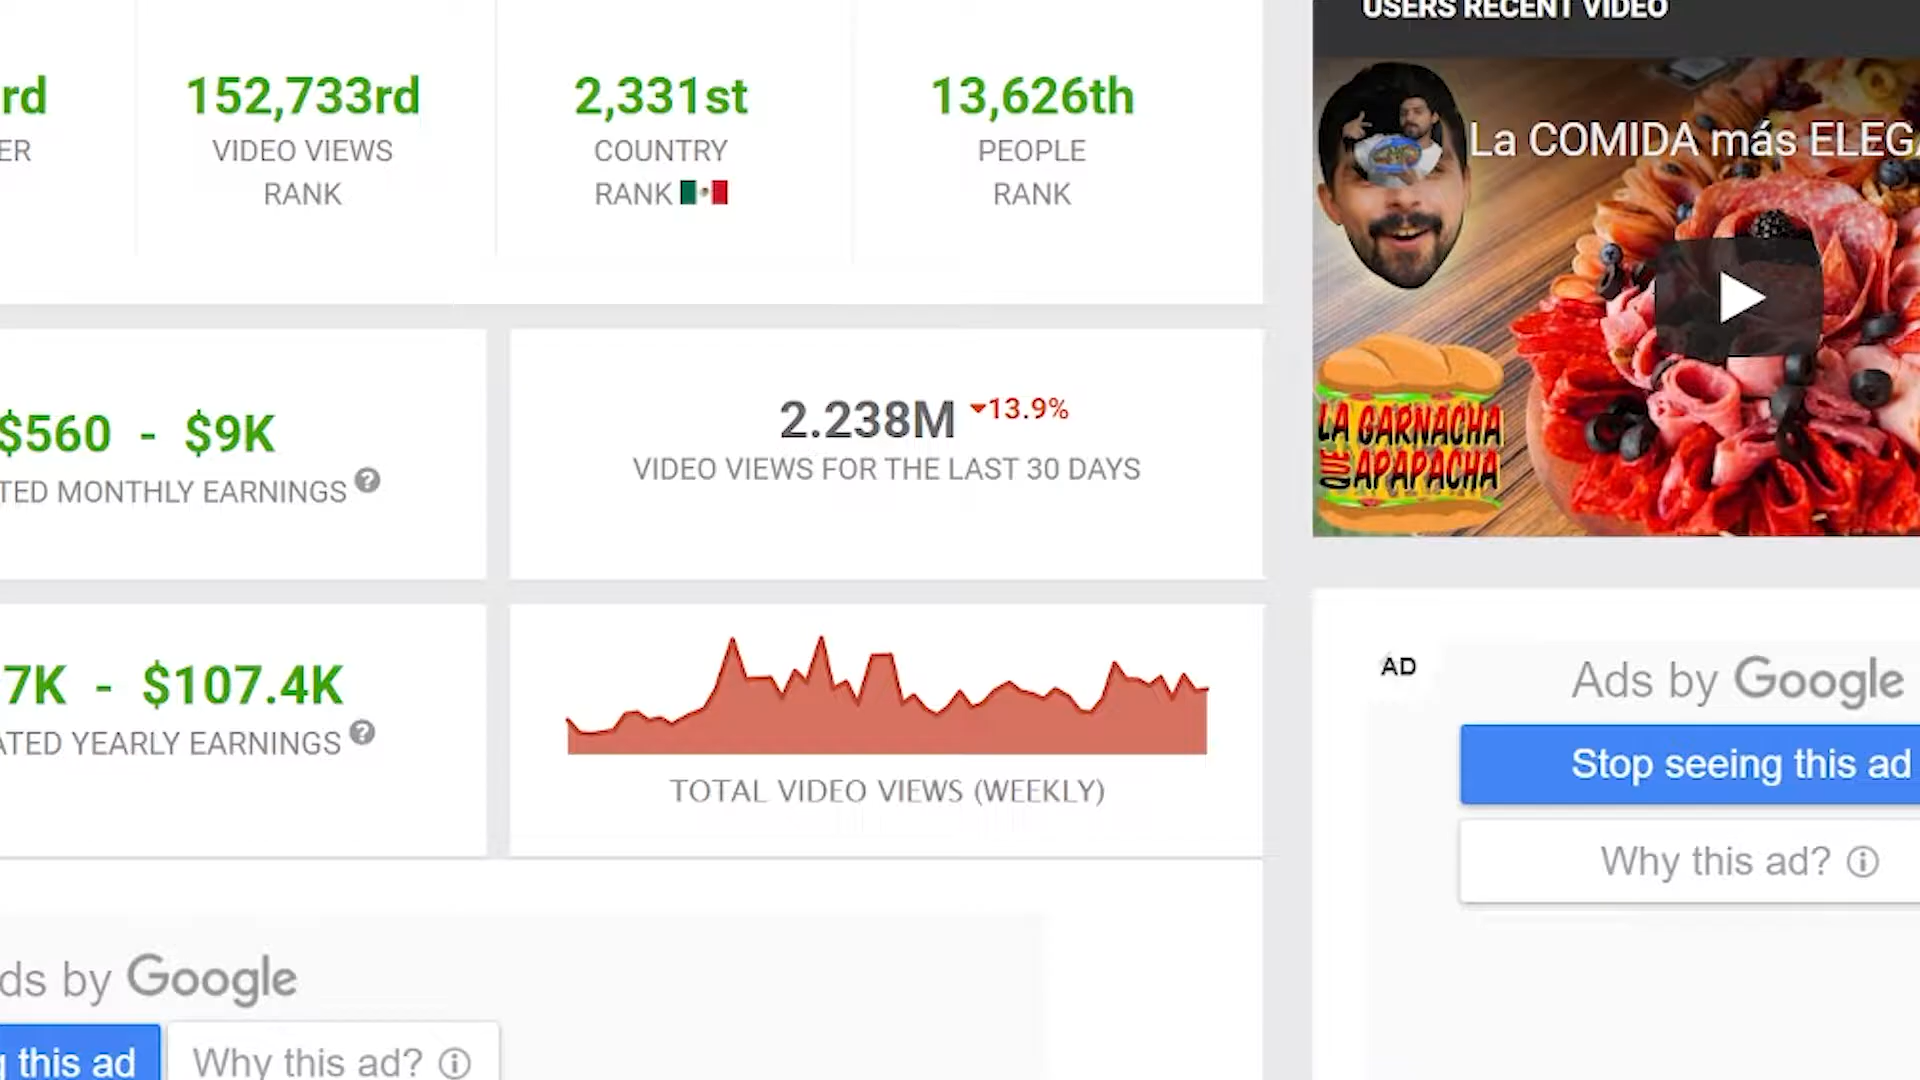 rd
152,733rd
2,331st
13,626th
ER
VIDEO VIEWS
RANK
COUNTRY
RANK
PEOPLE
RANK
$560 - $9K
TED MONTHLY EARNINGS ?
2.238M 13.9%
VIDEO VIEWS FOR THE LAST 30 DAYS
7K - $107.4K
ATED YEARLY EARNINGS ?
TOTAL VIDEO VIEWS (WEEKLY)
ds by Google
g this ad
Why this ad?
USERS RECENT VIDEO
La COMIDA más ELEGA
LA GARNACHA
QUE APAPACHA
AD
Ads by Google
Stop seeing this ad
Why this ad?